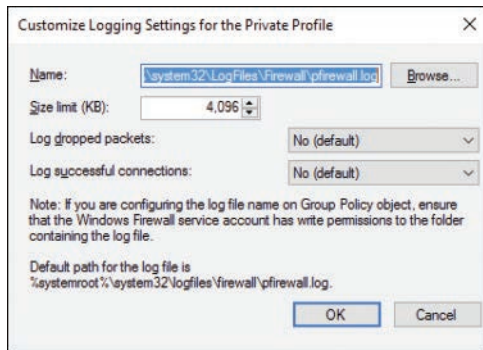 Customize Logging Settings for the Private Profile
Name: \system32\LogFiles\Firewall\pfirewall.log Browse...
Size limit (KB): 4,096
Log dropped packets: No (default)
Log successful connections: No (default)
Note: If you are configuring the log file name on Group Policy object, ensure
that the Windows Firewall service account has write permissions to the folder
containing the log file.
Default path for the log file is
%systemroot%\system32\logfiles\firewall\pfirewall.log.
OK Cancel